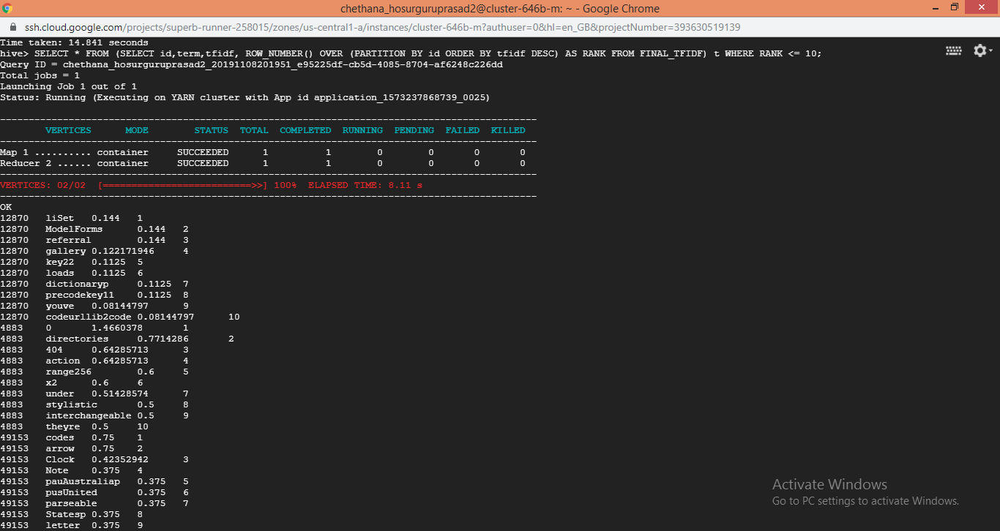 chethana_hosurguruprasad2@cluster-646b-m: ~ - Google Chrome
ssh.cloud.google.com/projects/superb-runner-258015/zones/us-central1-a/instances/cluster-646b-m?authuser=0&hl=en_GB&projectNumber=393630519139
Time taken: 14.841 seconds
hive> SELECT * FROM (SELECT id,term,tfidf, ROW_NUMBER() OVER (PARTITION BY id ORDER BY tfidf DESC) AS RANK FROM FINAL_TFIDF) t WHERE RANK <= 10;
Query ID = chethana_hosurguruprasad2_20191108201951_e95225df-cb5d-4085-8704-af6248c226dd
Total jobs = 1
Launching Job 1 out of 1
Status: Running (Executing on YARN cluster with App id application_1573237868739_0025)
----------------------------------------------------------------------------------------------
VERTICES MODE STATUS TOTAL COMPLETED RUNNING PENDING FAILED KILLED
----------------------------------------------------------------------------------------------
Map 1 .......... container SUCCEEDED 1 1 0 0 0 0
Reducer 2 ...... container SUCCEEDED 1 1 0 0 0 0
----------------------------------------------------------------------------------------------
VERTICES: 02/02 [==========================>>] 100% ELAPSED TIME: 8.11 s
----------------------------------------------------------------------------------------------
OK
12870 liSet 0.144 1
12870 ModelForms 0.144 2
12870 referral 0.144 3
12870 gallery 0.122171946 4
12870 key22 0.1125 5
12870 loads 0.1125 6
12870 dictionaryp 0.1125 7
12870 precodekey11 0.1125 8
12870 youve 0.08144797 9
12870 codeurllib2code 0.08144797 10
4883 0 1.4660378 1
4883 directories 0.7714286 2
4883 404 0.64285713 3
4883 action 0.64285713 4
4883 range256 0.6 5
4883 x2 0.6 6
4883 under 0.51428574 7
4883 stylistic 0.5 8
4883 interchangeable 0.5 9
4883 theyre 0.5 10
49153 codes 0.75 1
49153 arrow 0.75 2
49153 Clock 0.42352942 3
49153 Note 0.375 4
49153 pauAustraliap 0.375 5
49153 pusUnited 0.375 6
49153 parseable 0.375 7
49153 Statesp 0.375 8
49153 letter 0.375 9
Activate Windows
Go to PC settings to activate Windows.